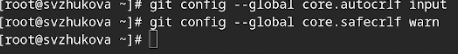 [root@svzhukova ~]# git config --global core.autocrlf input
[root@svzhukova ~]# git config --global core.safecrlf warn
[root@svzhukova ~]#